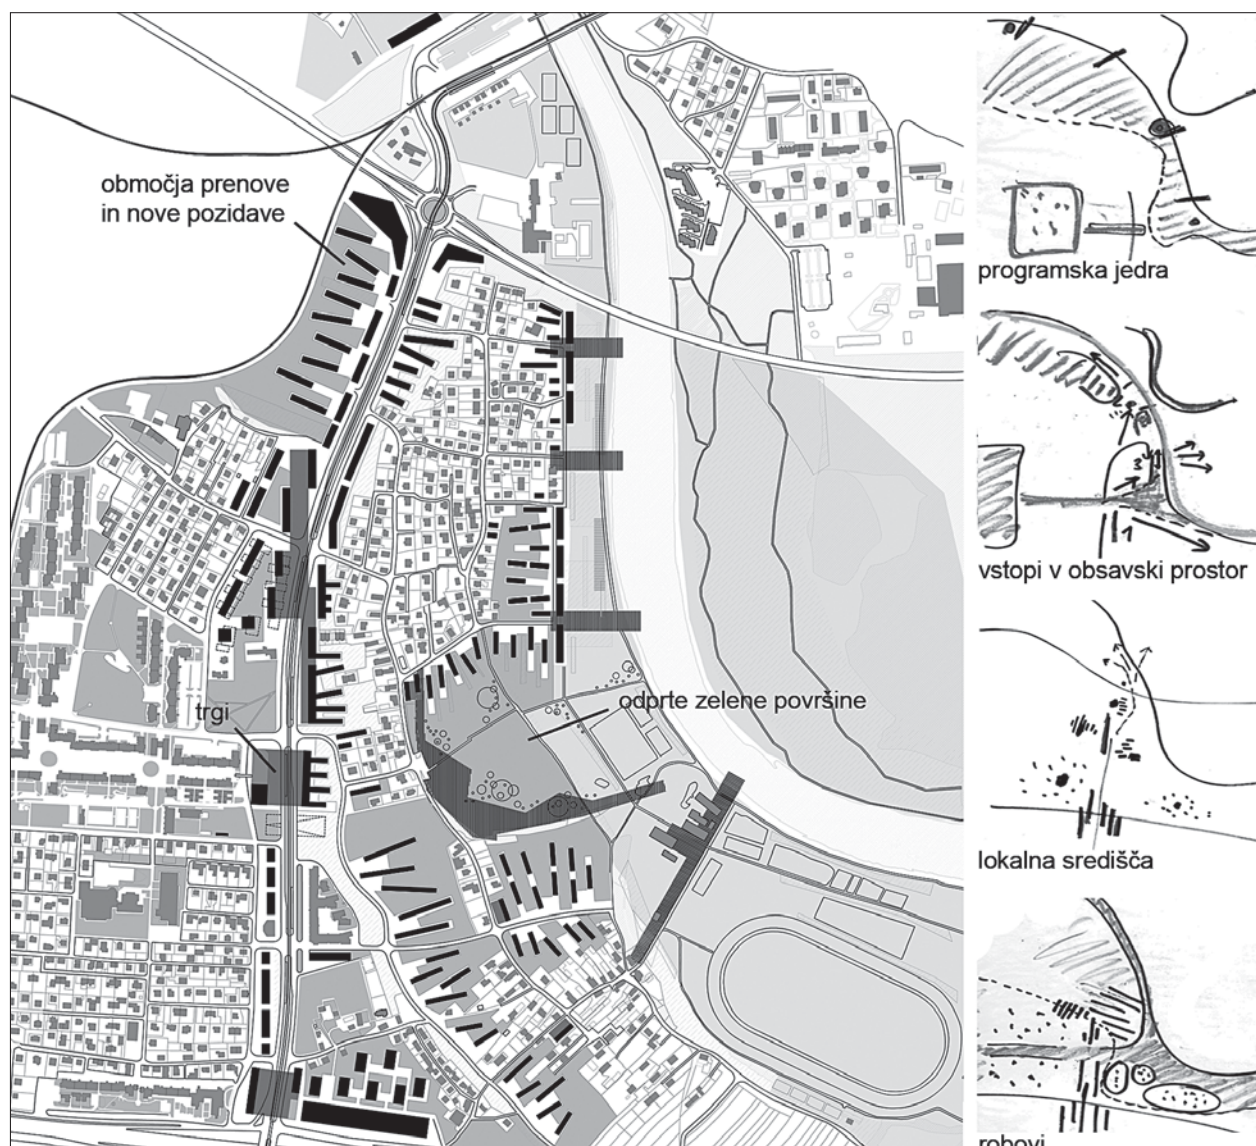 območja prenove
in nove pozidave
trgi
odprte zelene površine
programska jedra
vstopi v obsavski prostor
lokalna središča
robovi